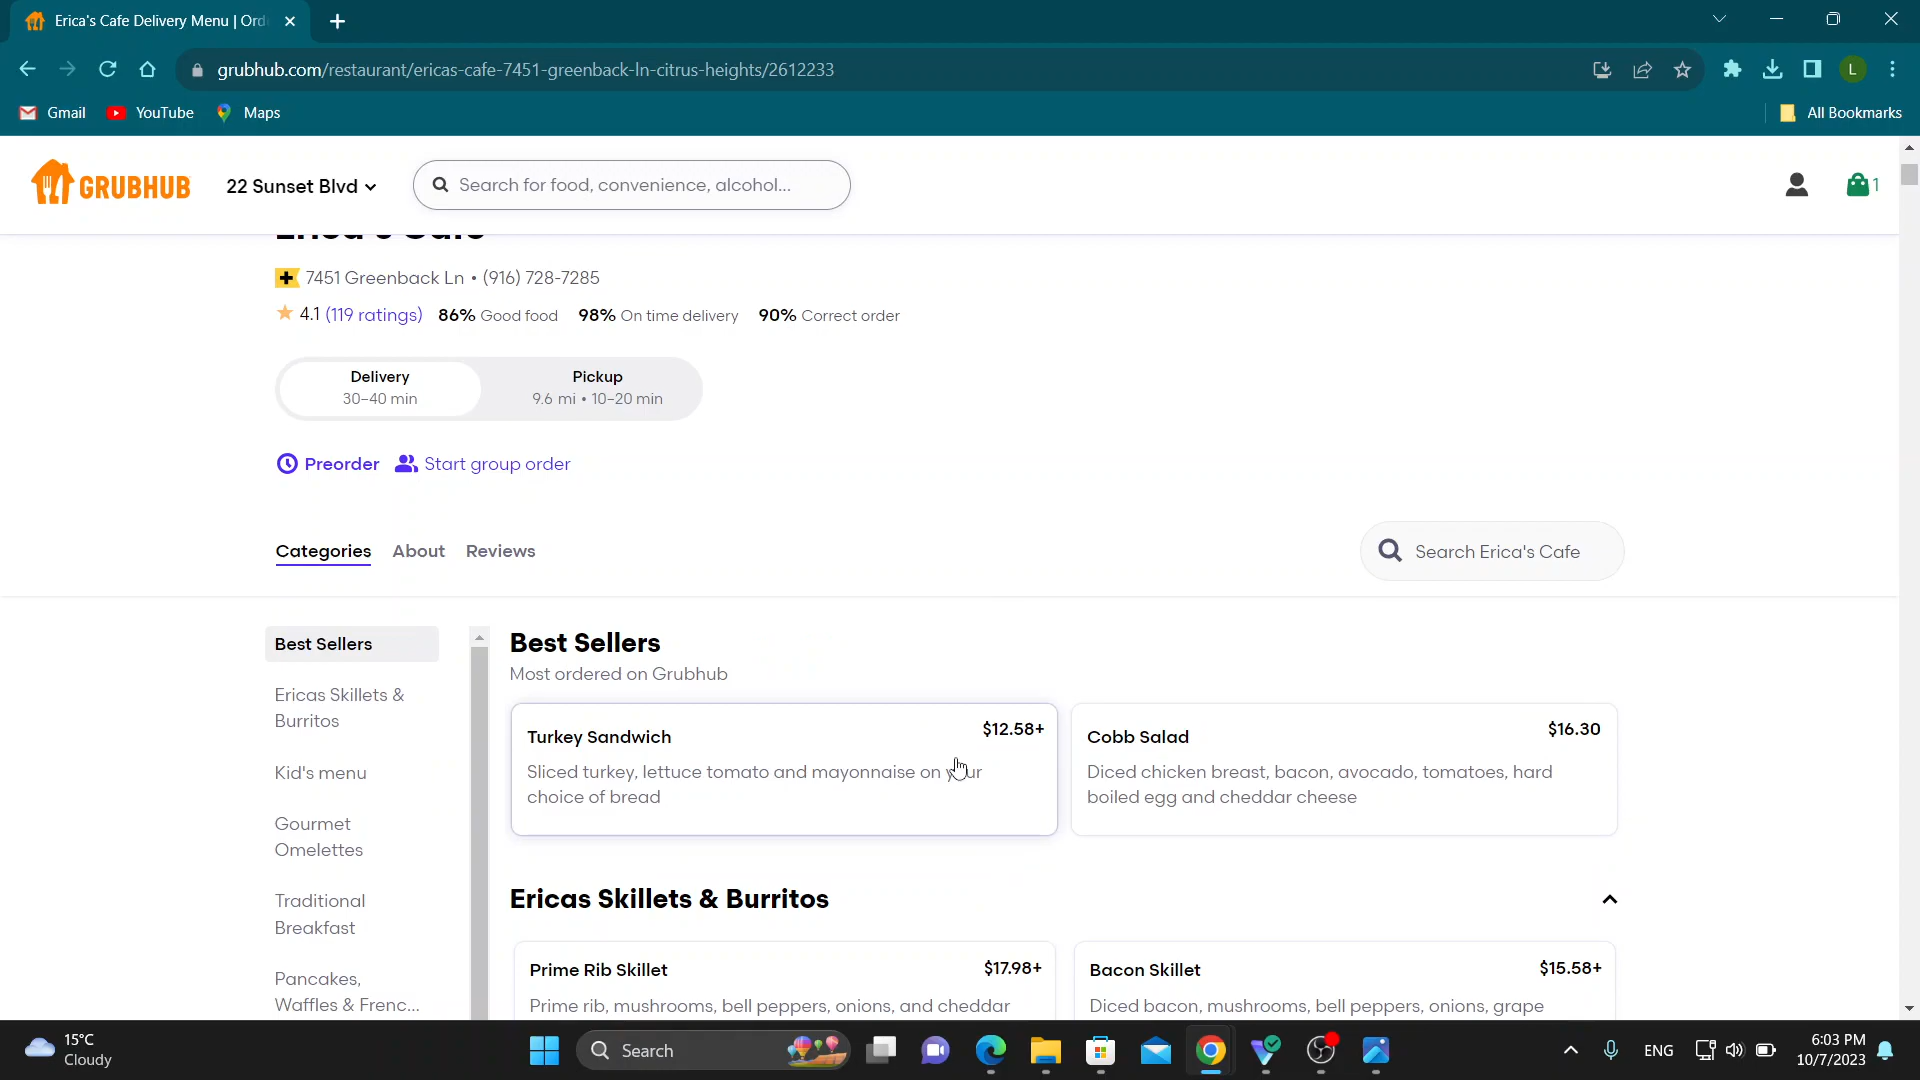 Erica's Cafe Delivery Menu | Ord
grubhub.com/restaurant/ericas-cafe-7451-greenback-ln-citrus-heights/2612233
L
Gmail
YouTube
Maps
All Bookmarks
GRUBHUB
22 Sunset Blvd
Search for food, convenience, alcohol...
1
Erica's Cafe
7451 Greenback Ln • (916) 728-7285
4.1 (119 ratings) 86% Good food 98% On time delivery 90% Correct order
Delivery
30-40 min
Pickup
9.6 mi • 10-20 min
Preorder
Start group order
Categories
About
Reviews
Search Erica's Cafe
Best Sellers
Ericas Skillets &
Burritos
Kid's menu
Gourmet
Omelettes
Traditional
Breakfast
Pancakes,
Waffles & Frenc...
Best Sellers
Most ordered on Grubhub
Turkey Sandwich
$12.58+
Sliced turkey, lettuce tomato and mayonnaise on your
choice of bread
Cobb Salad
$16.30
Diced chicken breast, bacon, avocado, tomatoes, hard
boiled egg and cheddar cheese
Ericas Skillets & Burritos
Prime Rib Skillet
$17.98+
Prime rib, mushrooms, bell peppers, onions, and cheddar
Bacon Skillet
$15.58+
Diced bacon, mushrooms, bell peppers, onions, grape
15°C
Cloudy
Search
ENG
6:03 PM
10/7/2023